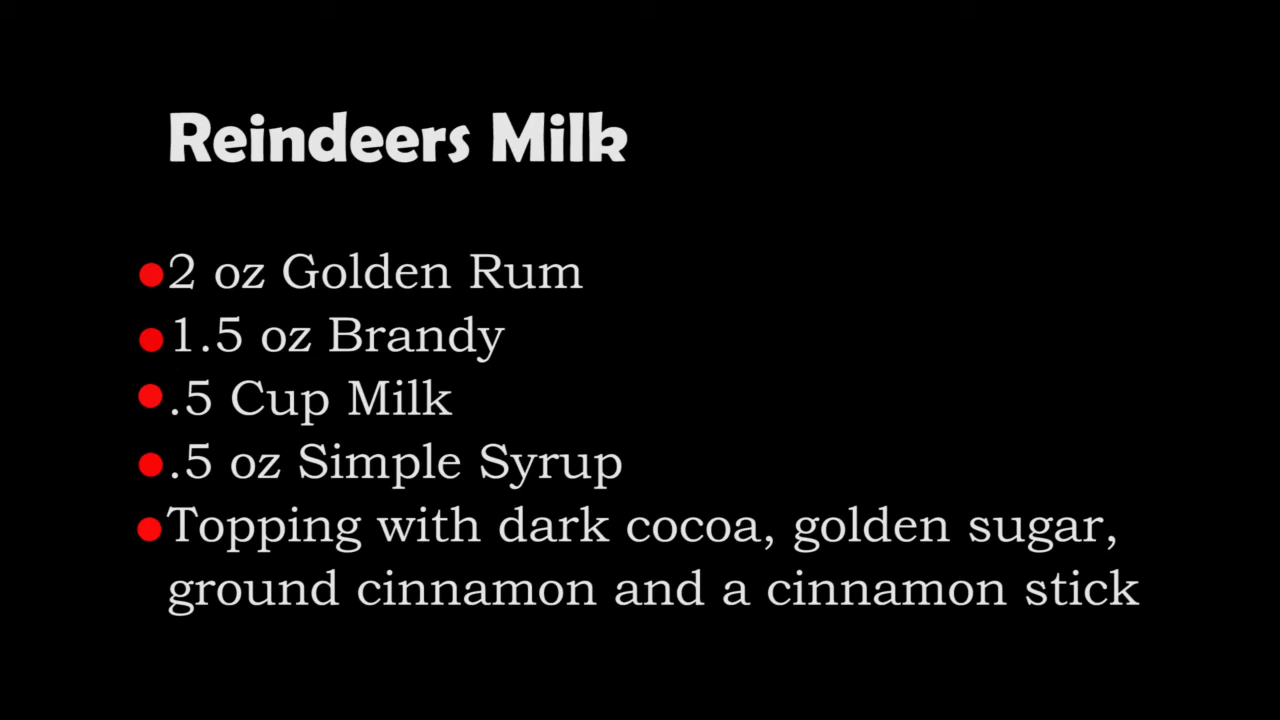 Reindeers Milk
•2 oz Golden Rum
•1.5 oz Brandy
•.5 Cup Milk
•.5 oz Simple Syrup
•Topping with dark cocoa, golden sugar,
ground cinnamon and a cinnamon stick